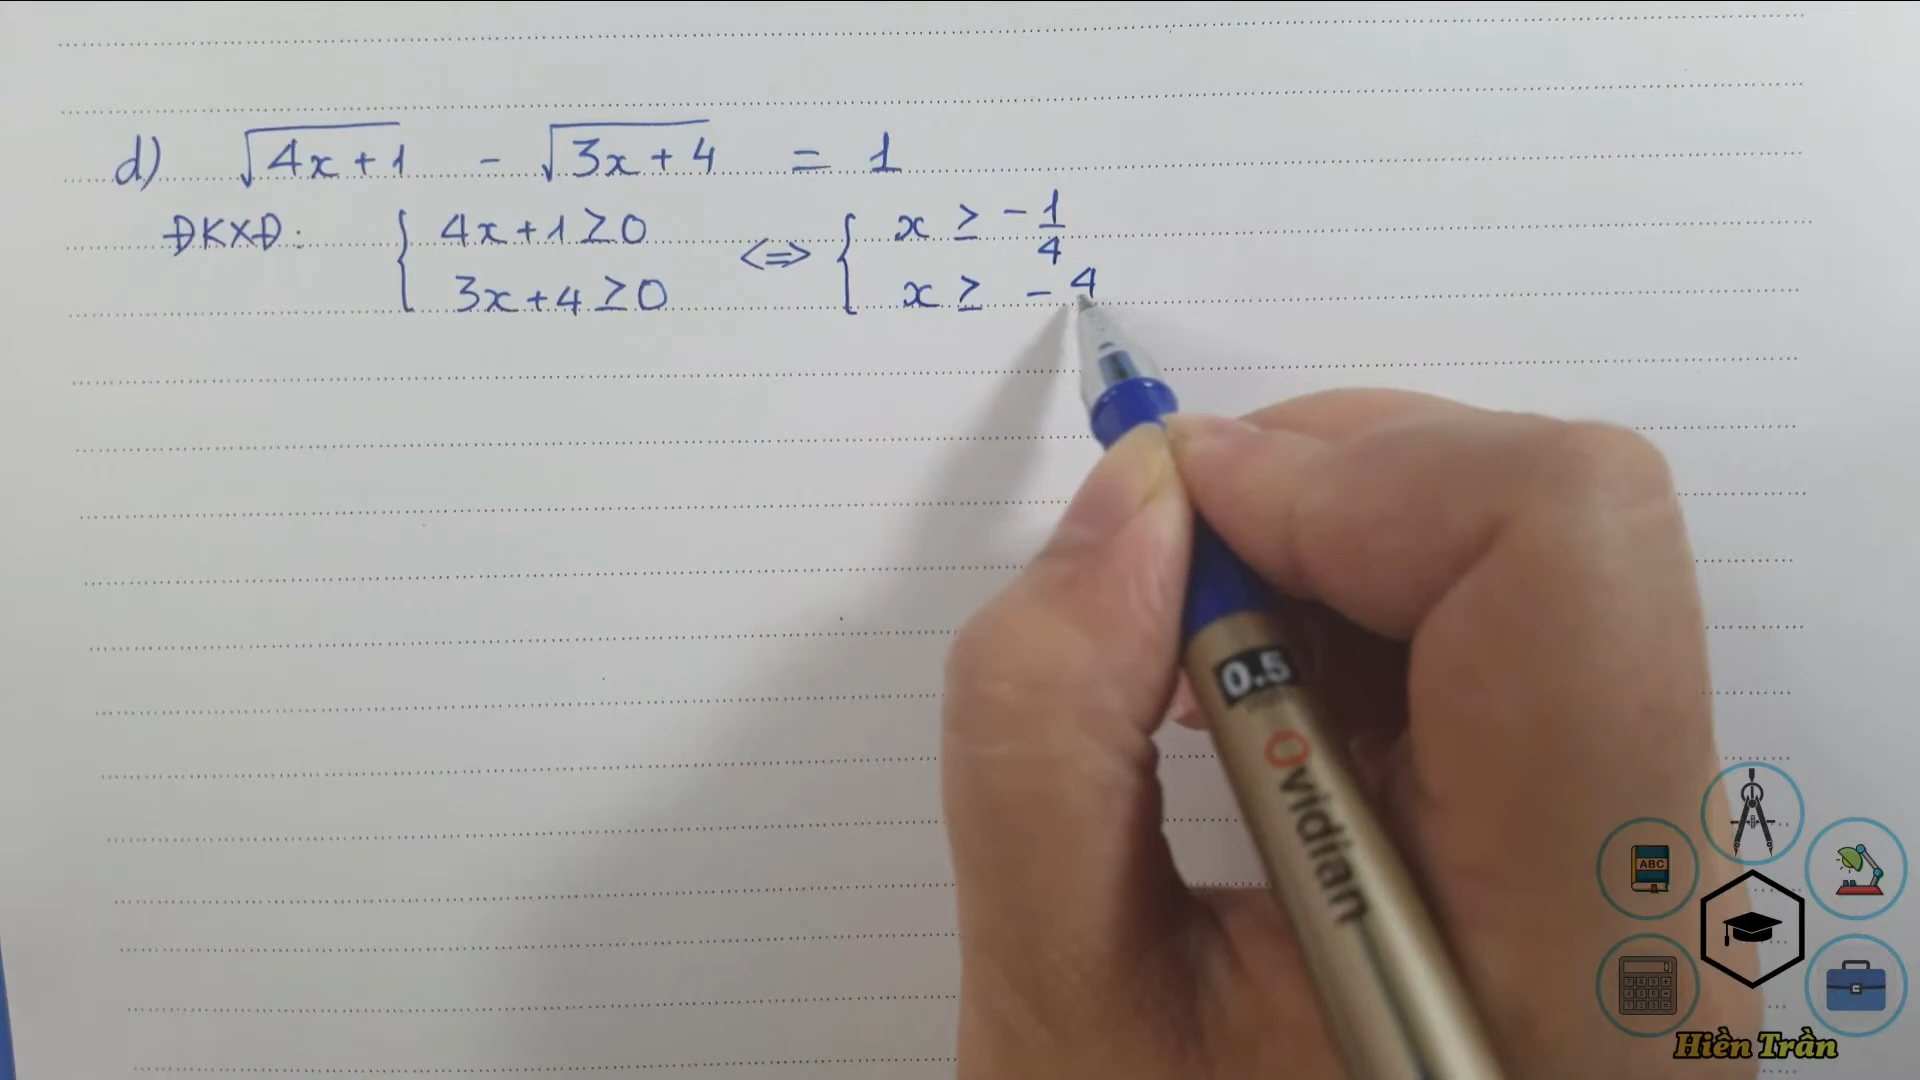 d) √(4x+1) - √(3x+4) = 1
ĐKXĐ: { 4x+1 ≥ 0 <=> { x ≥ -1/4
3x+4 ≥ 0 x ≥ - 4
0.5
Ovidian
ABC
Hiền Trần